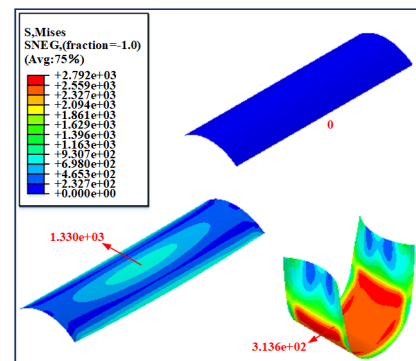 S,Mises
SNEG,(fraction=-1.0)
(Avg:75%)
+2.792e+03
+2.559e+03
+2.327e+03
+2.094e+03
+1.861e+03
+1.629e+03
+1.396e+03
+1.163e+03
+9.307e+02
+6.980e+02
+4.653e+02
+2.327e+02
+0.000e+00
0
1.330e+03
3.136e+02